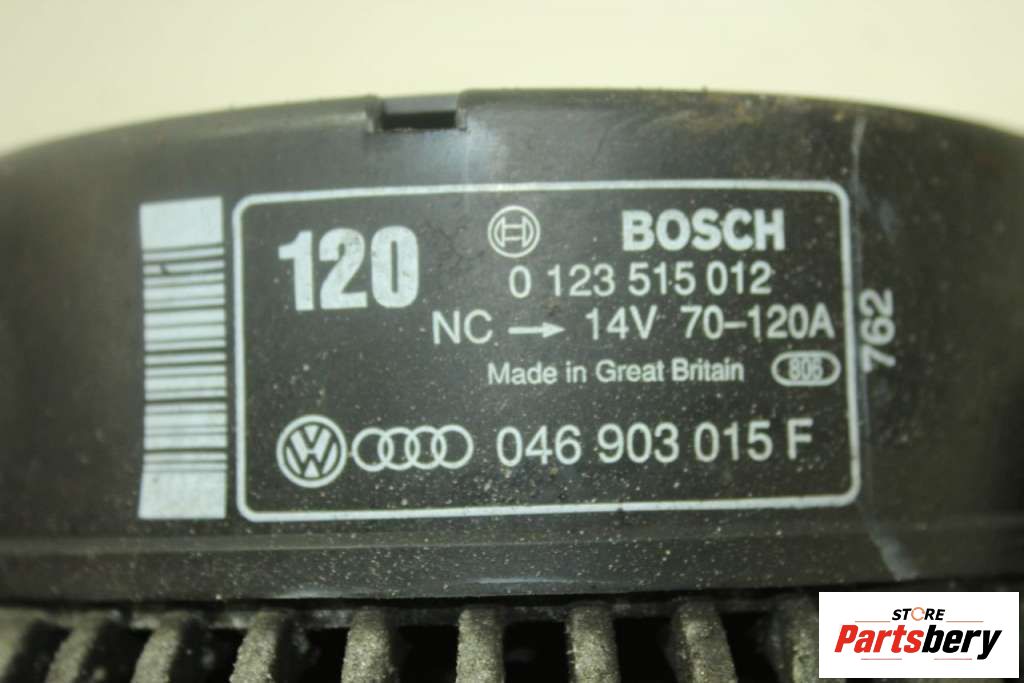 120
BOSCH
0 123 515 012
NC → 14V 70–120A
Made in Great Britain 806
046 903 015 F
762
STORE
Partsbery